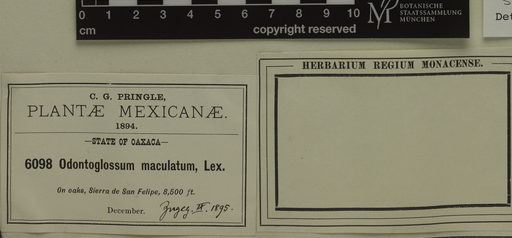 0 1 2 3 4 5 6 7 8 9 10
cm
copyright reserved
BOTANISCHE
STAATSSAMMLUNG
MÜNCHEN
Det
HERBARIUM REGIUM MONACENSE.
C. G. PRINGLE,
PLANTÆ MEXICANÆ.
1894.
STATE OF OAXACA
6098 Odontoglossum maculatum, Lex.
On oaks, Sierra de San Felipe, 8,500 ft.
December.
1895.